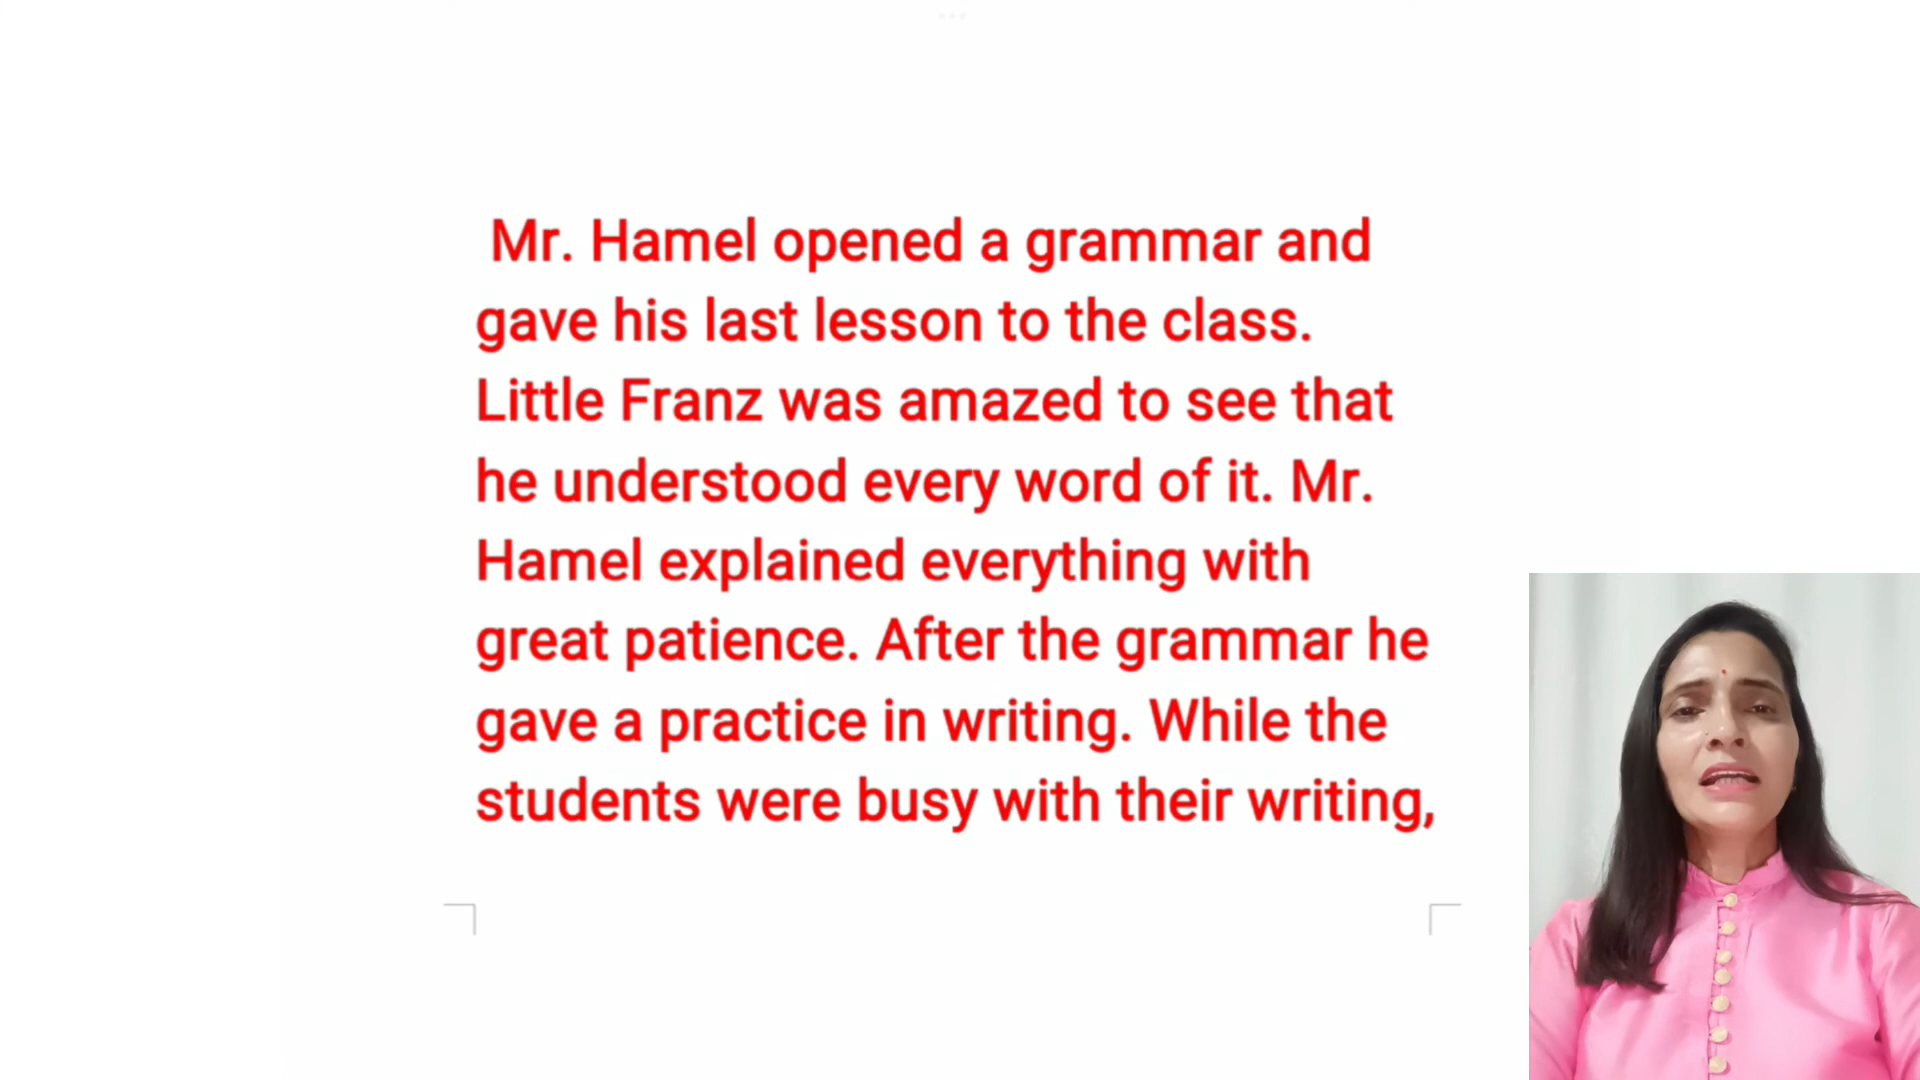 Mr. Hamel opened a grammar and
gave his last lesson to the class.
Little Franz was amazed to see that
he understood every word of it. Mr.
Hamel explained everything with
great patience. After the grammar he
gave a practice in writing. While the
students were busy with their writing,